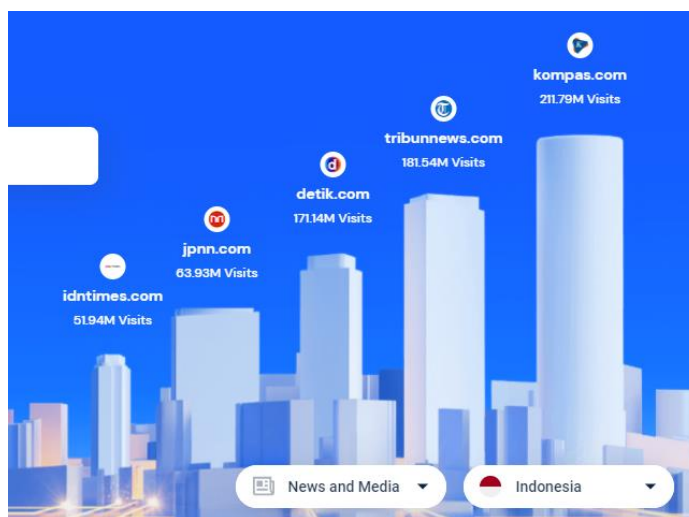 kompas.com
211.79M Visits
tribunnews.com
181.54M Visits
detik.com
171.14M Visits
jpnn.com
63.93M Visits
idntimes.com
51.94M Visits
News and Media
Indonesia